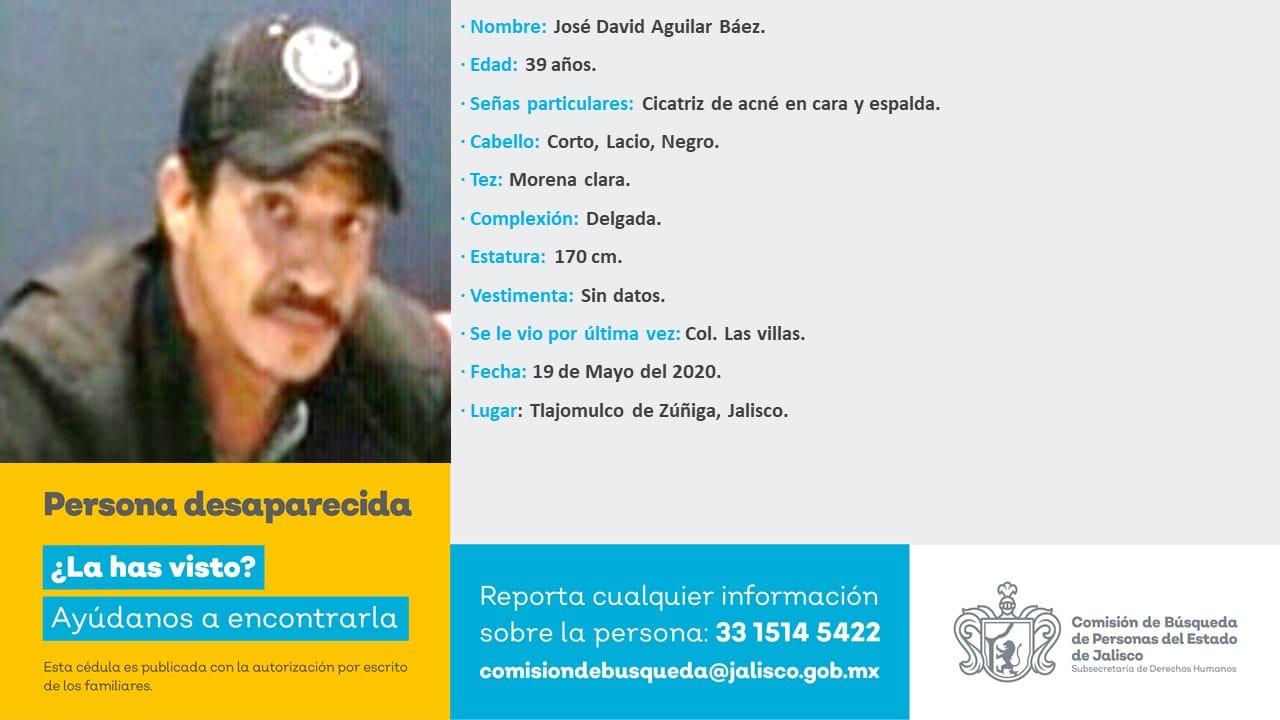 · Nombre: José David Aguilar Báez.
· Edad: 39 años.
· Señas particulares: Cicatriz de acné en cara y espalda.
· Cabello: Corto, Lacio, Negro.
· Tez: Morena clara.
· Complexión: Delgada.
· Estatura: 170 cm.
· Vestimenta: Sin datos.
· Se le vio por última vez: Col. Las villas.
· Fecha: 19 de Mayo del 2020.
· Lugar: Tlajomulco de Zúñiga, Jalisco.
Persona desaparecida
¿La has visto?
Ayúdanos a encontrarla
Esta cédula es publicada con la autorización por escrito
de los familiares.
Reporta cualquier información
sobre la persona: 33 1514 5422
comisiondebusqueda@jalisco.gob.mx
Comisión de Búsqueda
de Personas del Estado
de Jalisco
Subsecretaría de Derechos Humanos